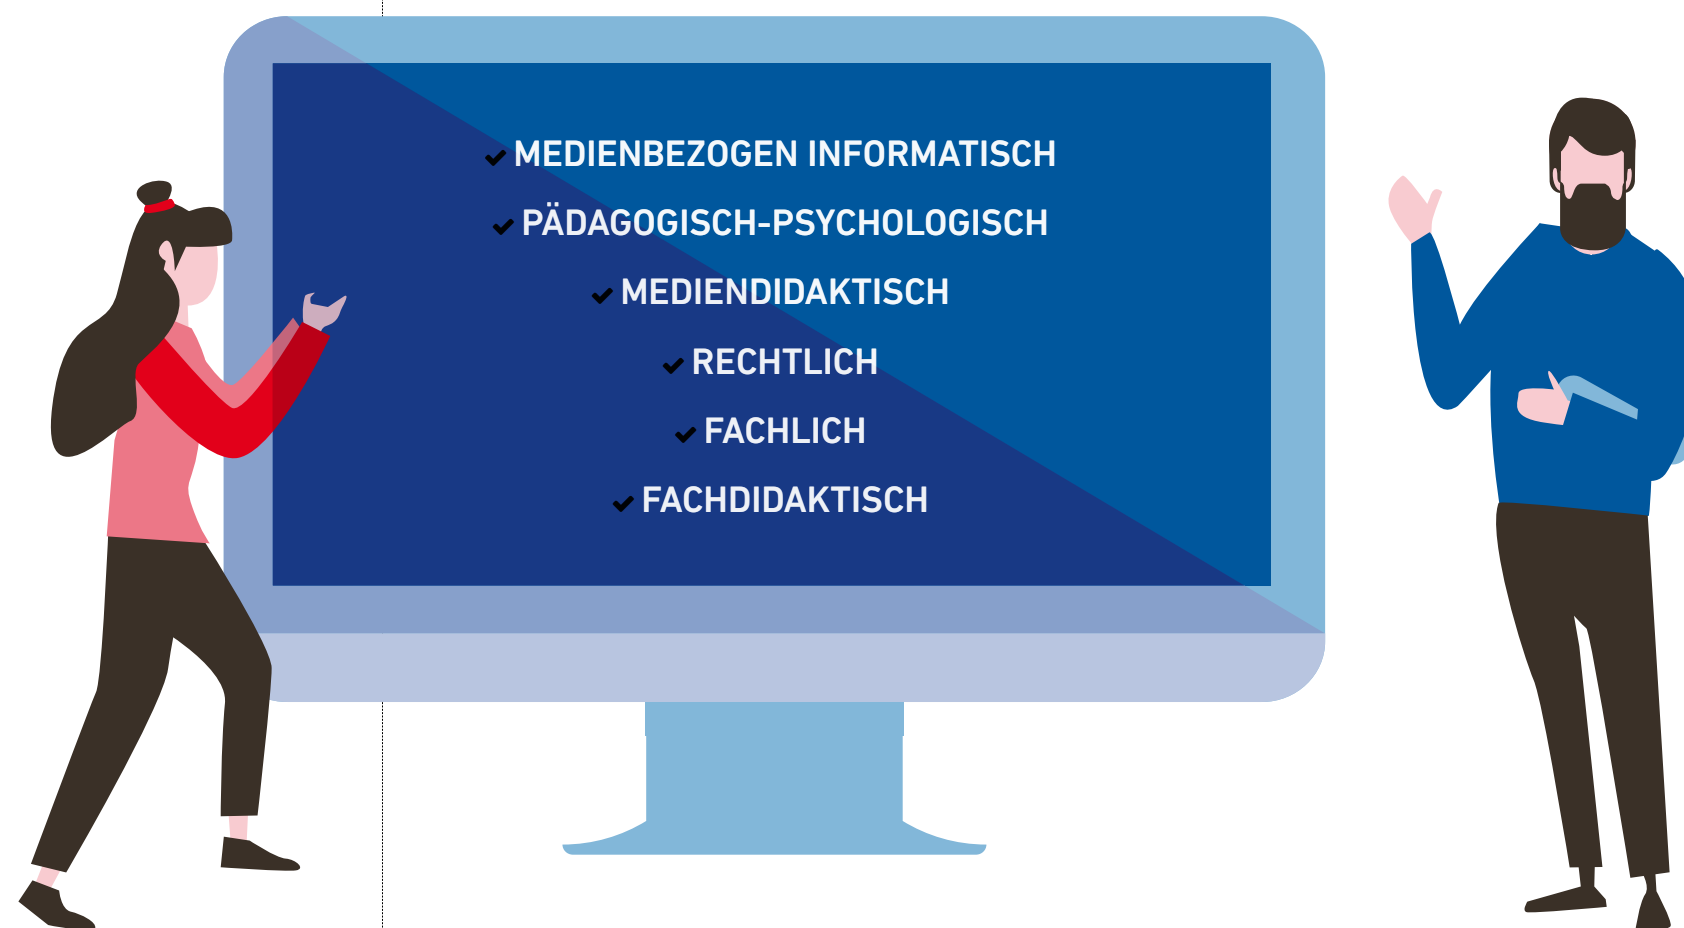 ✔ MEDIENBEZOGEN INFORMATISCH
✔ PÄDAGOGISCH-PSYCHOLOGISCH
✔ MEDIENDIDAKTISCH
✔ RECHTLICH
✔ FACHLICH
✔ FACHDIDAKTISCH